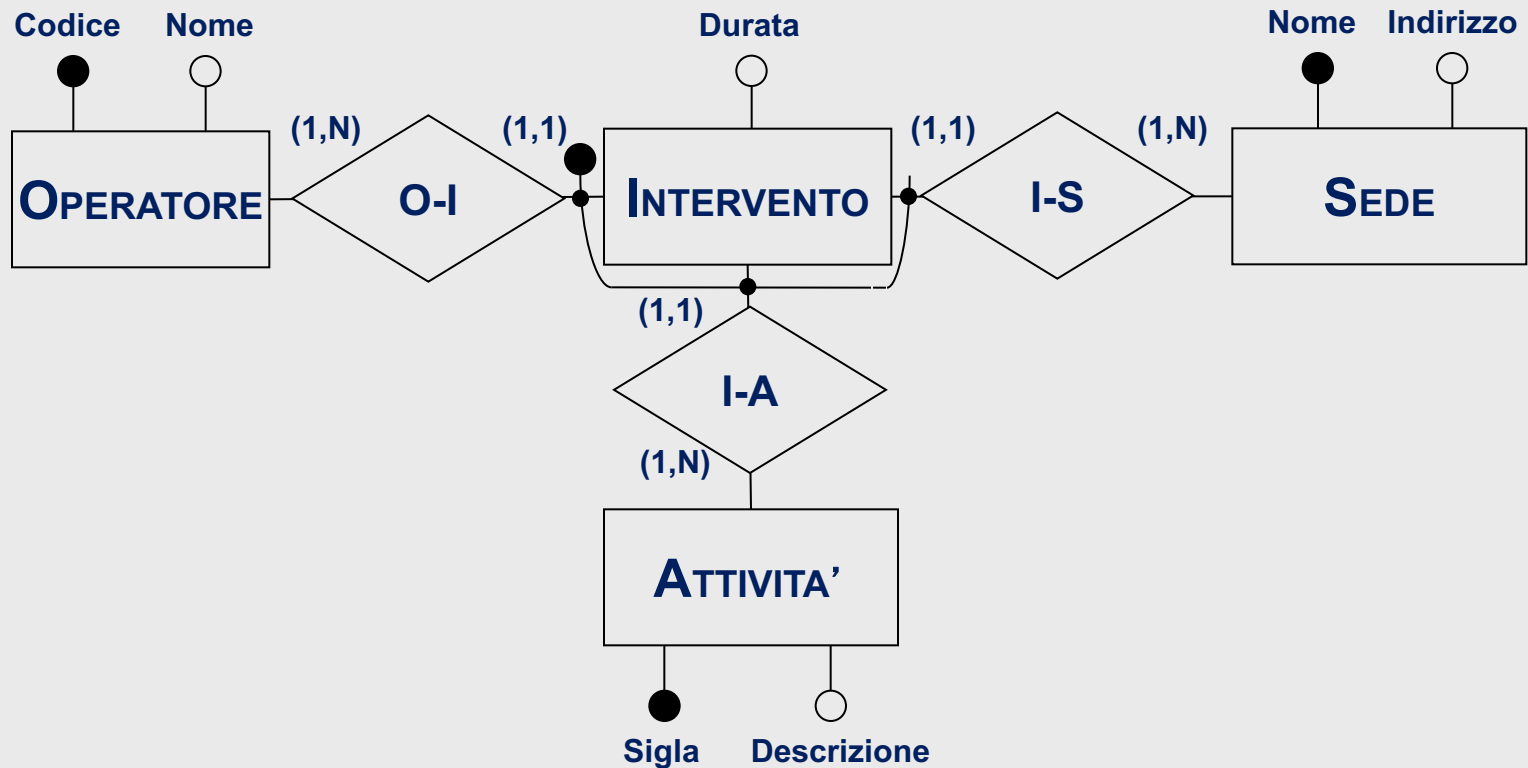 Codice Nome Durata Nome Indirizzo
(1,N) (1,1) (1,1) (1,N)
OPERATORE O-I INTERVENTO I-S SEDE
(1,1)
I-A
(1,N)
ATTIVITA’
Sigla Descrizione